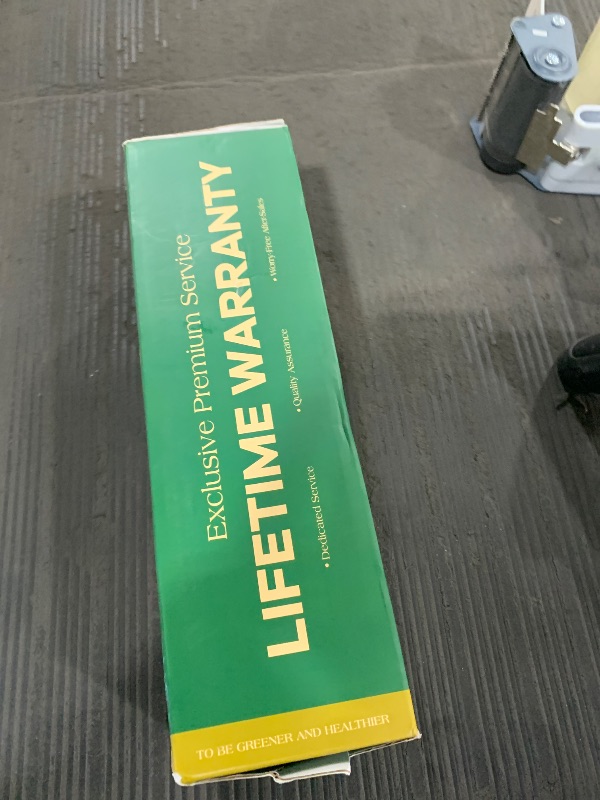 Exclusive Premium Service
LIFETIME WARRANTY
• Dedicated Service
• Quality Assurance
• Worry-Free After-Sales
TO BE GREENER AND HEALTHIER